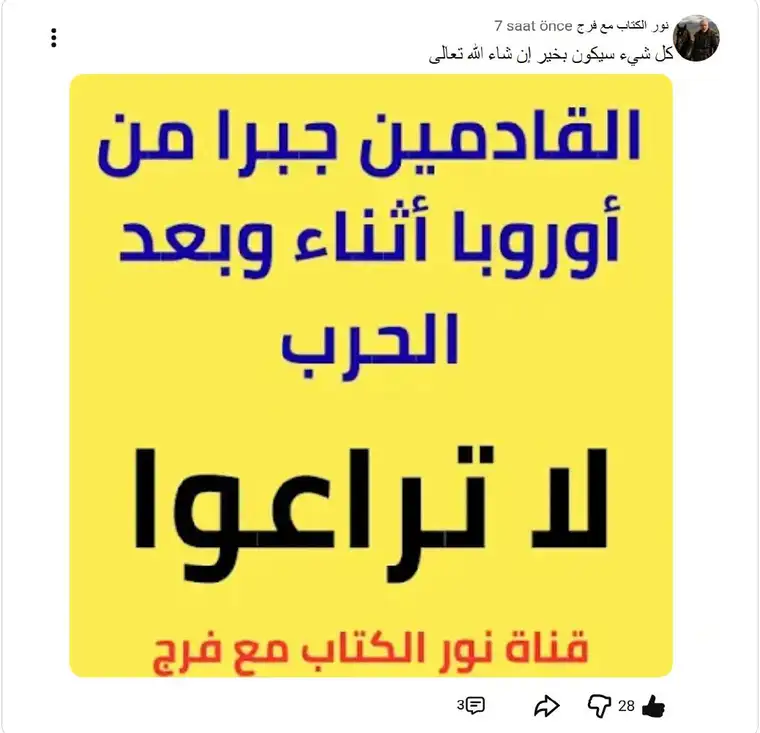 نور الكتاب مع فرج 7 saat önce
كل شيء سيكون بخير إن شاء الله تعالى
القادمين جبرا من
أوروبا أثناء وبعد
الحرب
لا تراعوا
قناة نور الكتاب مع فرج
28
3